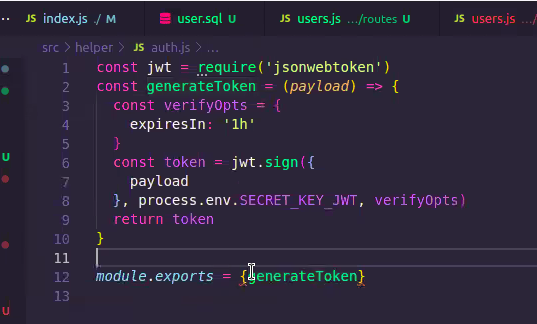 index.js ./ M
user.sql U
JS users.js .../routes U
JS users.js .../
src > helper > JS auth.js > ...
1 const jwt = require('jsonwebtoken')
2 const generateToken = (payload) => {
3 const verifyOpts = {
4 expiresIn: '1h'
5 }
6 const token = jwt.sign({
7 payload
8 }, process.env.SECRET_KEY_JWT, verifyOpts)
9 return token
10 }
11
12 module.exports = {generateToken}
13
U
U